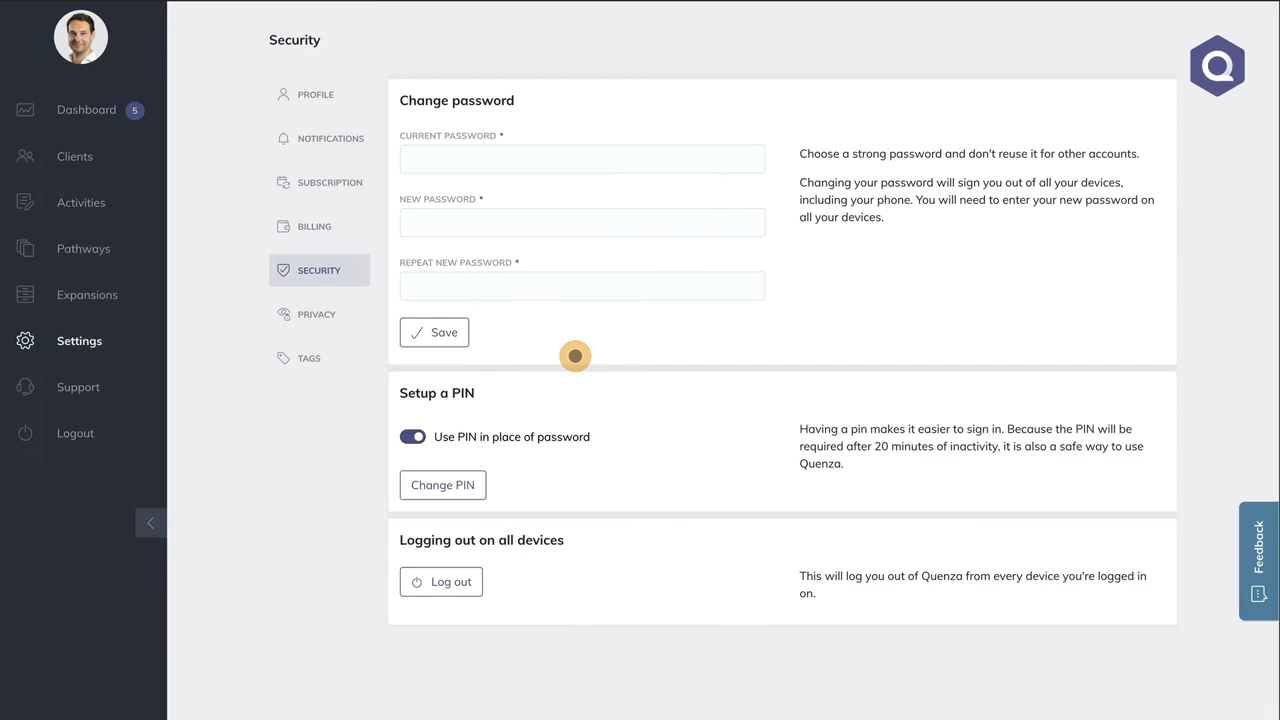 Dashboard 5
Clients
Activities
Pathways
Expansions
Settings
Support
Logout
Security
PROFILE
NOTIFICATIONS
SUBSCRIPTION
BILLING
SECURITY
PRIVACY
TAGS
Change password
CURRENT PASSWORD *
NEW PASSWORD *
REPEAT NEW PASSWORD *
Save
Choose a strong password and don't reuse it for other accounts.
Changing your password will sign you out of all your devices,
including your phone. You will need to enter your new password on
all your devices.
Setup a PIN
Use PIN in place of password
Change PIN
Having a pin makes it easier to sign in. Because the PIN will be
required after 20 minutes of inactivity, it is also a safe way to use
Quenza.
Logging out on all devices
Log out
This will log you out of Quenza from every device you're logged in
on.
Q
Feedback